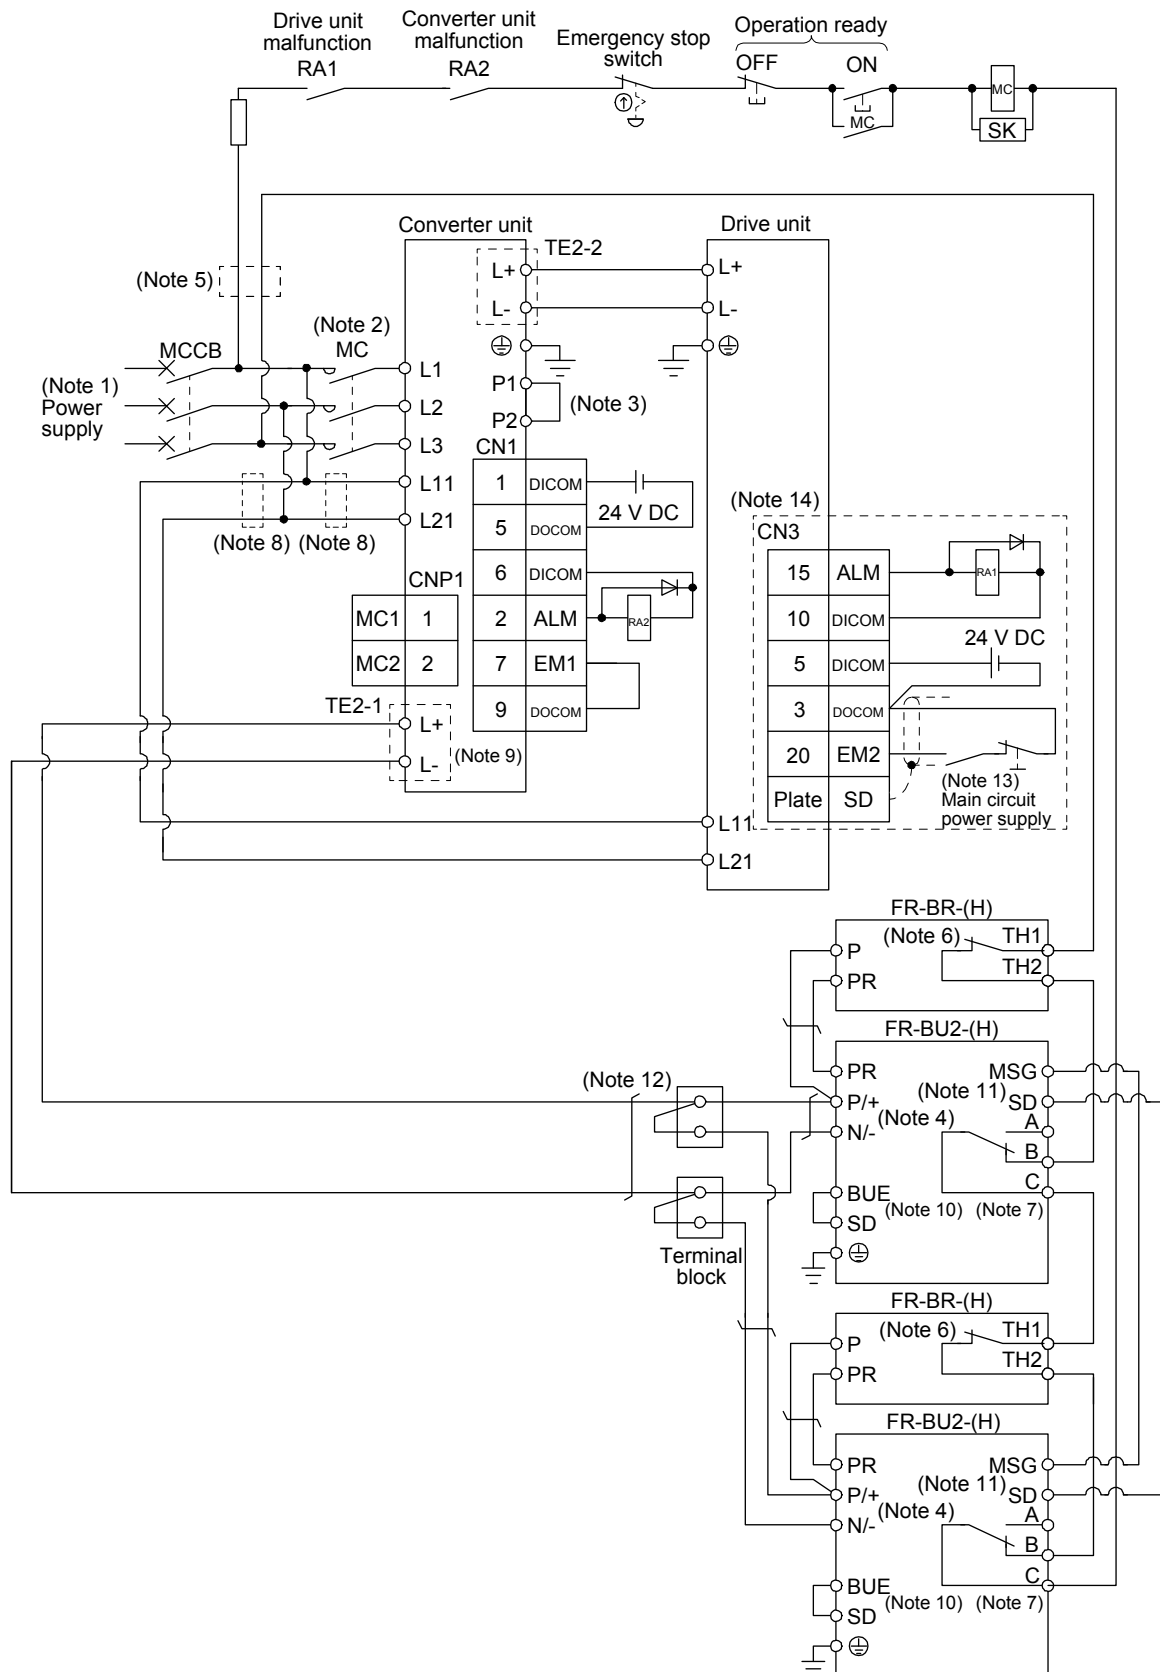 Drive unit
malfunction
RA1
Converter unit
malfunction
RA2
Emergency stop
switch
Operation ready
OFF
ON
MC
MC
SK
Converter unit
Drive unit
TE2-2
L+
L+
L-
L-
(Note 5)
(Note 2)
MC
MCCB
(Note 1)
Power
supply
L1
L2
L3
L11
L21
P1
P2
(Note 3)
CN1
1 DICOM
5 DOCOM
6 DICOM
2 ALM
7 EM1
9 DOCOM
24 V DC
RA2
(Note 8) (Note 8)
CNP1
MC1 1
MC2 2
TE2-1
L+
L-
(Note 9)
(Note 14)
CN3
15 ALM
10 DICOM
5 DICOM
3 DOCOM
20 EM2
Plate SD
RA1
24 V DC
(Note 13)
Main circuit
power supply
L11
L21
FR-BR-(H)
(Note 6)
P
PR
TH1
TH2
FR-BU2-(H)
PR
MSG
(Note 11)
P/+
SD
(Note 4)
A
N/-
B
C
BUE
(Note 10) (Note 7)
SD
(Note 12)
Terminal
block
FR-BR-(H)
(Note 6)
P
PR
TH1
TH2
FR-BU2-(H)
PR
MSG
(Note 11)
P/+
SD
(Note 4)
A
N/-
B
C
BUE
(Note 10) (Note 7)
SD